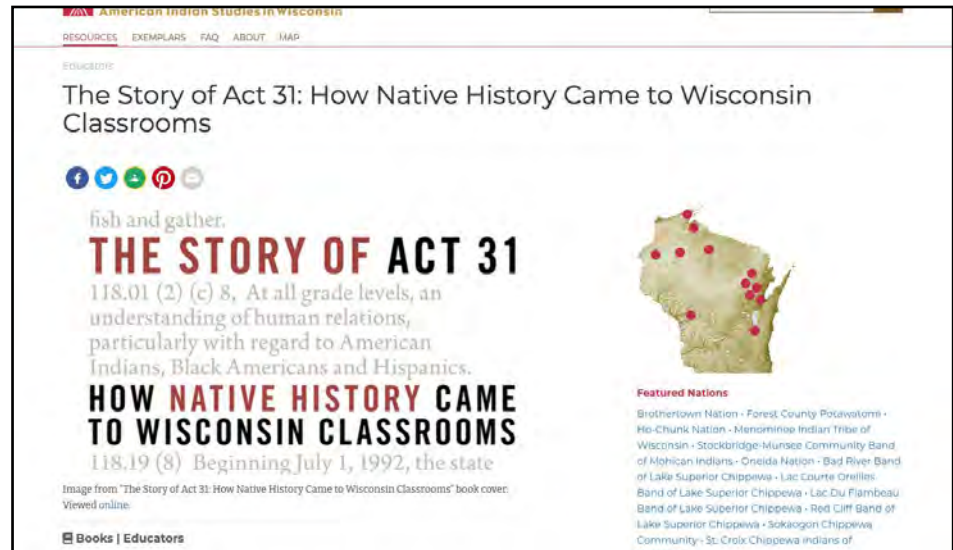 American Indian Studies in Wisconsin
RESOURCES EXEMPLARS FAQ ABOUT MAP
Educators
The Story of Act 31: How Native History Came to Wisconsin
Classrooms
fish and gather.
THE STORY OF ACT 31
118.01 (2) (c) 8, At all grade levels, an
understanding of human relations,
particularly with regard to American
Indians, Black Americans and Hispanics.
HOW NATIVE HISTORY CAME
TO WISCONSIN CLASSROOMS
118.19 (8) Beginning July 1, 1992, the state
Image from "The Story of Act 31: How Native History Came to Wisconsin Classrooms" book cover.
Viewed online.
Books | Educators
Featured Nations
Brothertown Nation • Forest County Potawatomi •
Ho-Chunk Nation • Menominee Indian Tribe of
Wisconsin • Stockbridge-Munsee Community Band
of Mohican Indians • Oneida Nation • Bad River Band
of Lake Superior Chippewa • Lac Courte Oreilles
Band of Lake Superior Chippewa • Lac Du Flambeau
Band of Lake Superior Chippewa • Red Cliff Band of
Lake Superior Chippewa • Sokaogon Chippewa
Community • St. Croix Chippewa Indians of